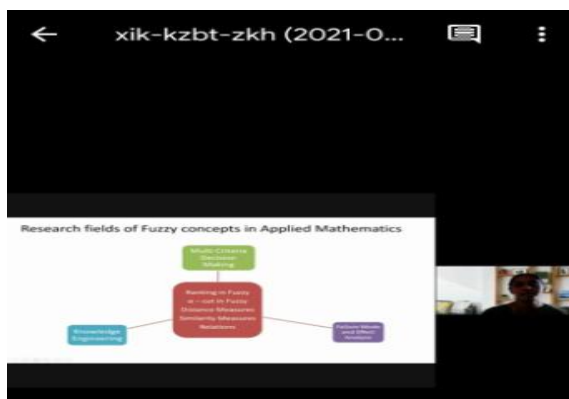 xik-kzbt-zkh (2021-0...
Research fields of Fuzzy concepts in Applied Mathematics
Multi Criteria
Decision
Making
Ranking in Fuzzy
α – cut in Fuzzy
Distance Measures
Similarity Measures
Relations
Knowledge
Engineering
Failure Mode
and Effect
Analysis